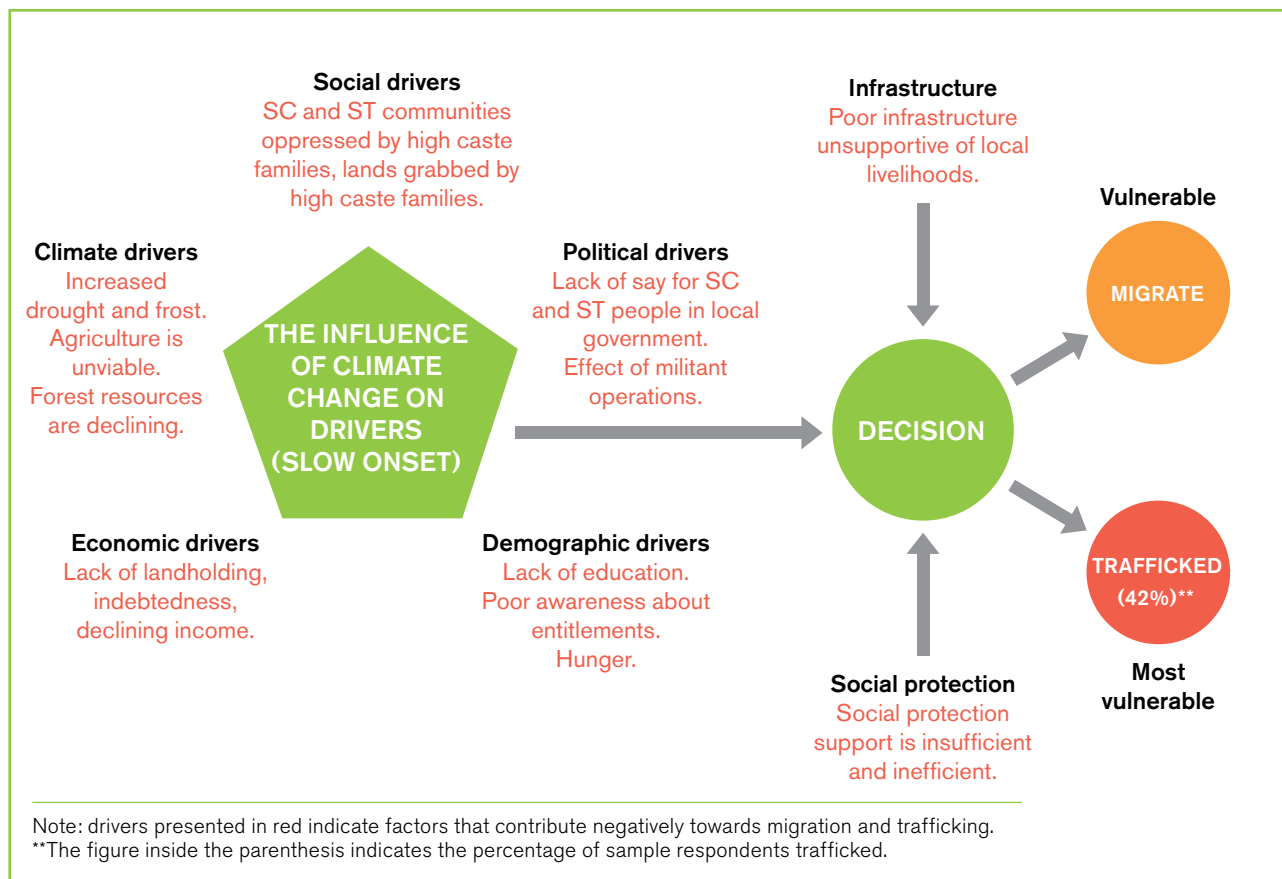 Social drivers
SC and ST communities
oppressed by high caste
families, lands grabbed by
high caste families.
Climate drivers
Increased
drought and frost.
Agriculture is
unviable.
Forest resources
are declining.
THE INFLUENCE
OF CLIMATE
CHANGE ON
DRIVERS
(SLOW ONSET)
Political drivers
Lack of say for SC
and ST people in local
government.
Effect of militant
operations.
Economic drivers
Lack of landholding,
indebtedness,
declining income.
Demographic drivers
Lack of education.
Poor awareness about
entitlements.
Hunger.
Infrastructure
Poor infrastructure
unsupportive of local
livelihoods.
DECISION
Social protection
Social protection
support is insufficient
and inefficient.
Vulnerable
MIGRATE
TRAFFICKED
(42%)**
Most
vulnerable
Note: drivers presented in red indicate factors that contribute negatively towards migration and trafficking.
**The figure inside the parenthesis indicates the percentage of sample respondents trafficked.